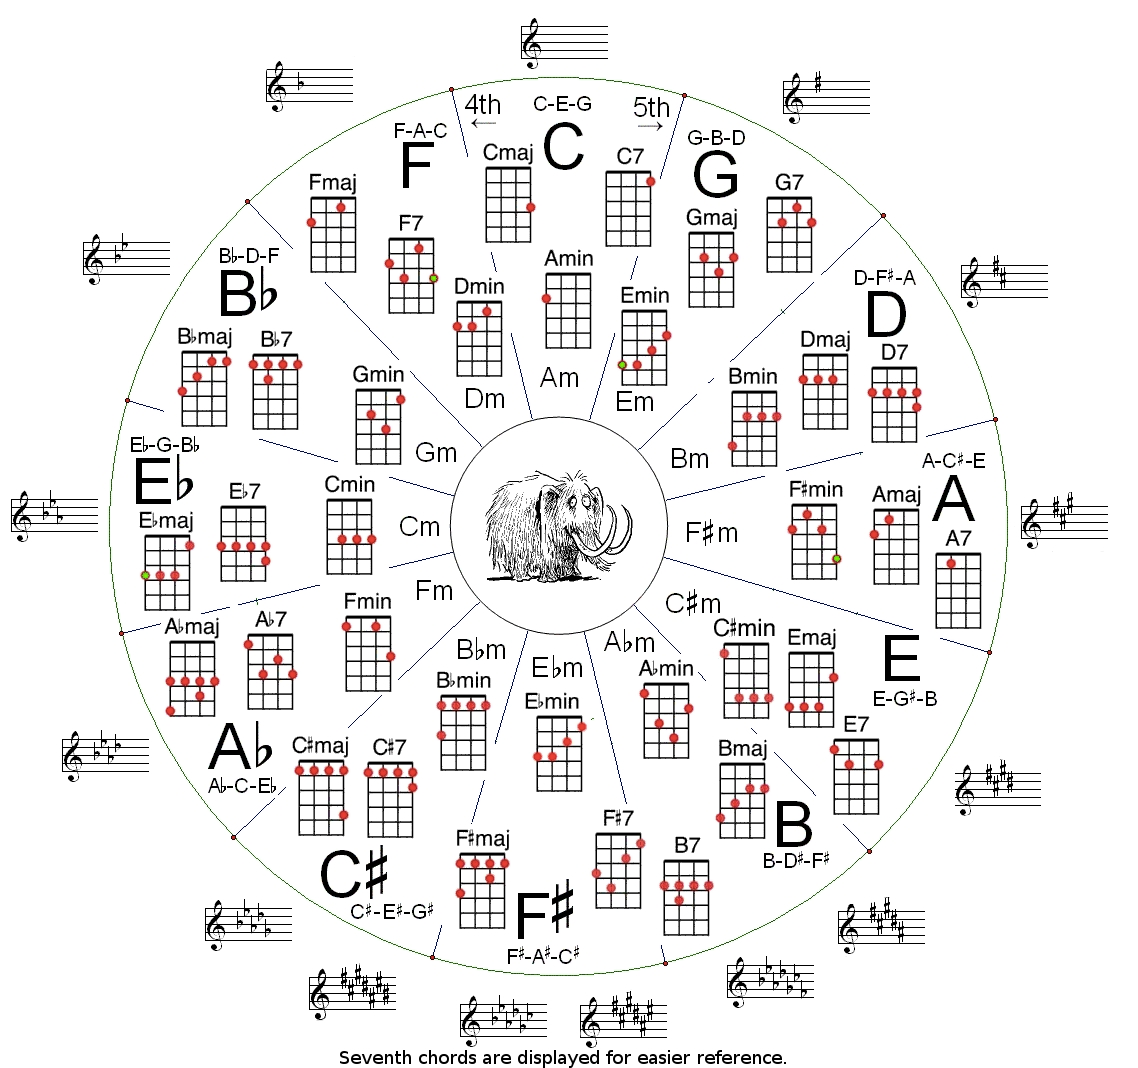 4th
←
C-E-G
C
5th
→
Cmaj
C7
Amin
Am
G-B-D
G
G7
Gmaj
Emin
Em
D-F♯-A
D
Dmaj
D7
Bmin
Bm
A-C♯-E
A
Amaj
A7
F♯min
F♯m
E
E-G♯-B
C♯m
C♯min
Emaj
E7
A♭m
A♭min
Bmaj
B
B-D♯-F♯
B7
E♭m
E♭min
F♯7
F♯maj
F♯
F♯-A♯-C♯
B♭m
B♭min
C♯maj
C♯7
C♯
C♯-E♯-G♯
Fm
Fmin
A♭maj
A♭7
A♭
A♭-C-E♭
E♭-G-B♭
E♭
E♭maj
E♭7
Cmin
Cm
B♭-D-F
B♭
B♭maj
B♭7
Gmin
Gm
F-A-C
F
Fmaj
F7
Dmin
Dm
Seventh chords are displayed for easier reference.